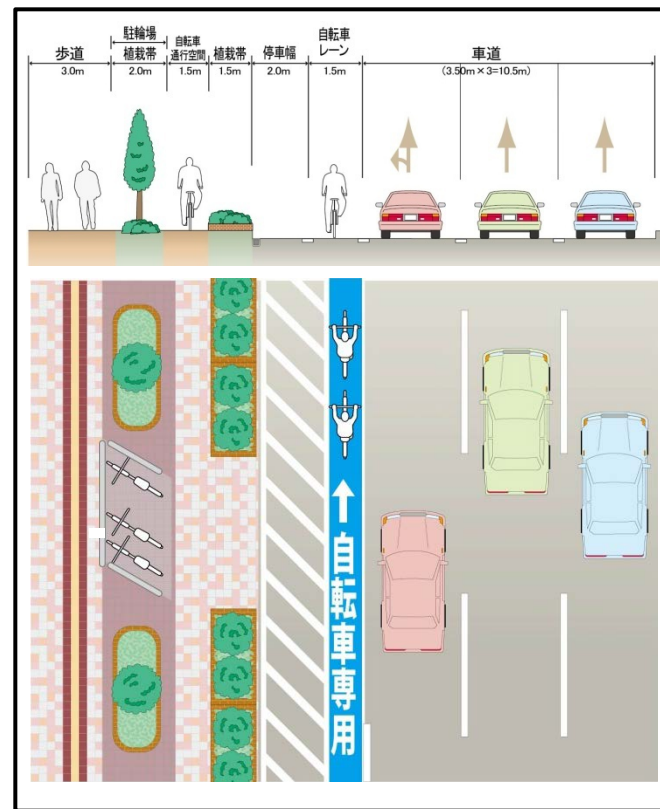 駐輪場
自転車
歩道
植栽帯
自転車
通行空間
植栽帯
停車幅
レーン
車道
3.0m
2.0m
1.5m
1.5m
2.0m
1.5m
(3.50m×3=10.5m)
自転車専用